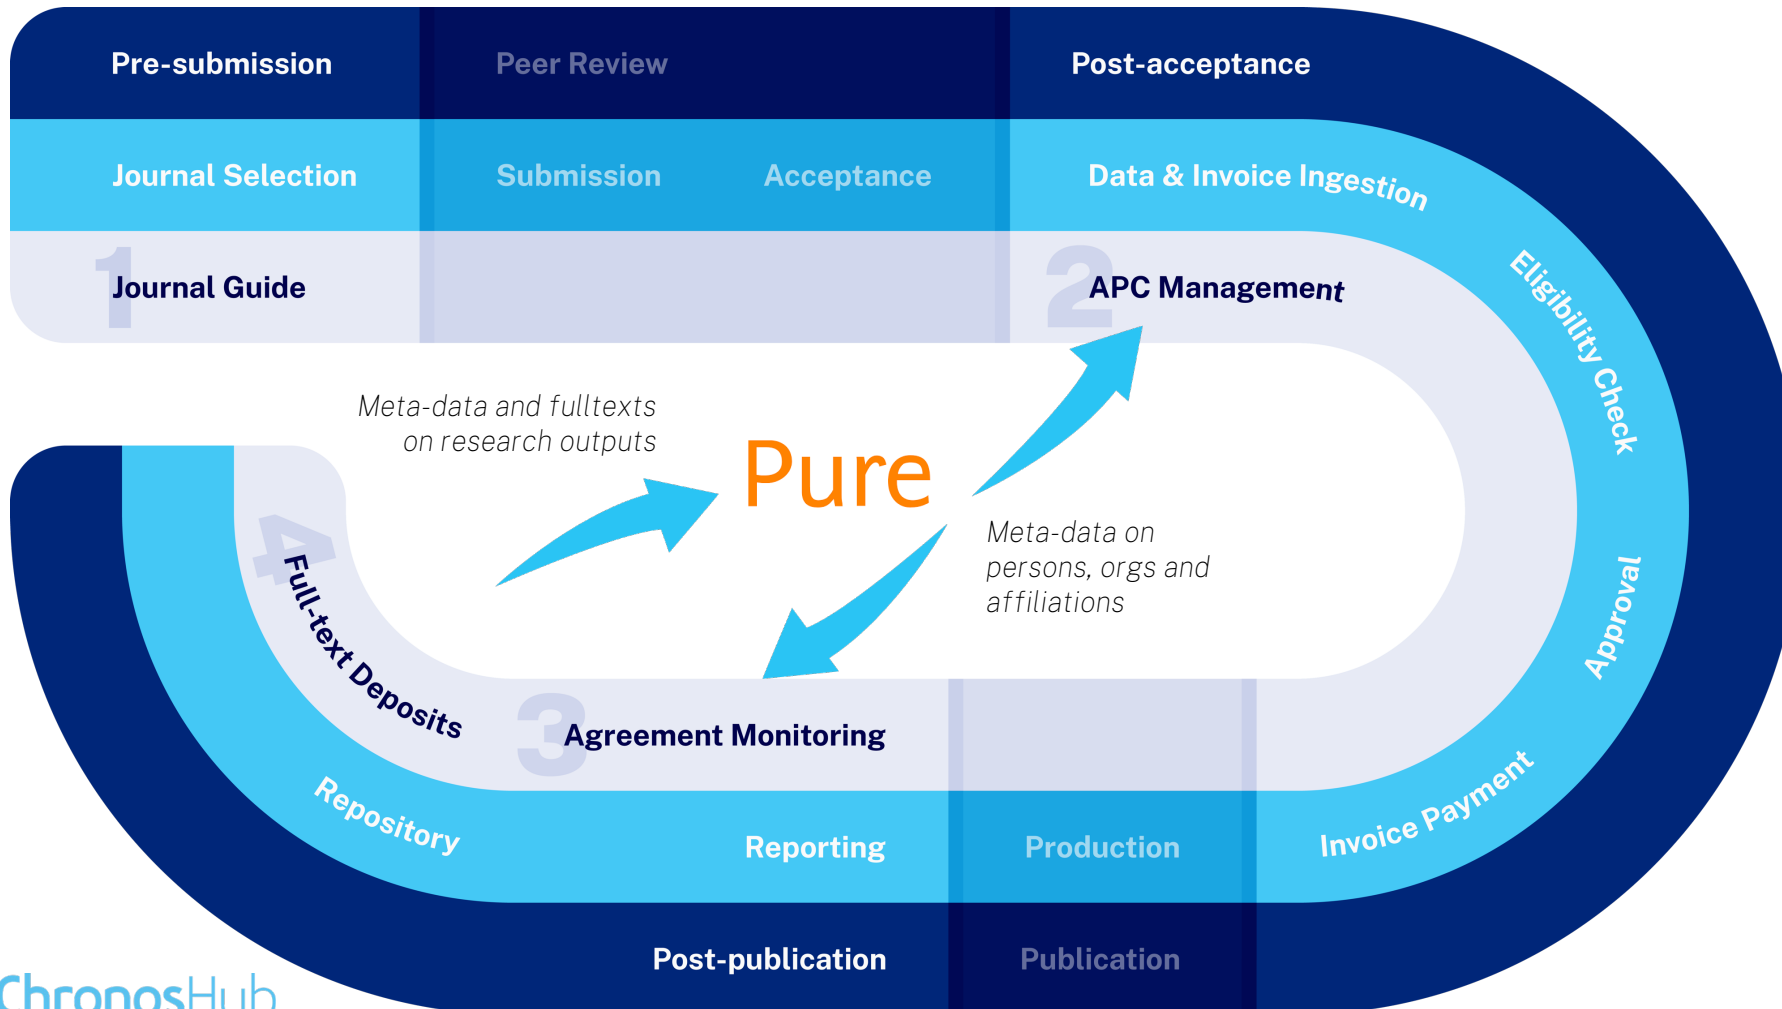 Pre-submission
Peer Review
Post-acceptance
Journal Selection
Submission
Acceptance
Data & Invoice Ingestion
1
Journal Guide
2
APC Management
Eligibility Check
Approval
Invoice Payment
Meta-data and fulltexts
on research outputs
Pure
Meta-data on
persons, orgs and
affiliations
4
Full-text Deposits
3
Agreement Monitoring
Repository
Reporting
Production
Post-publication
Publication
ChronosHub